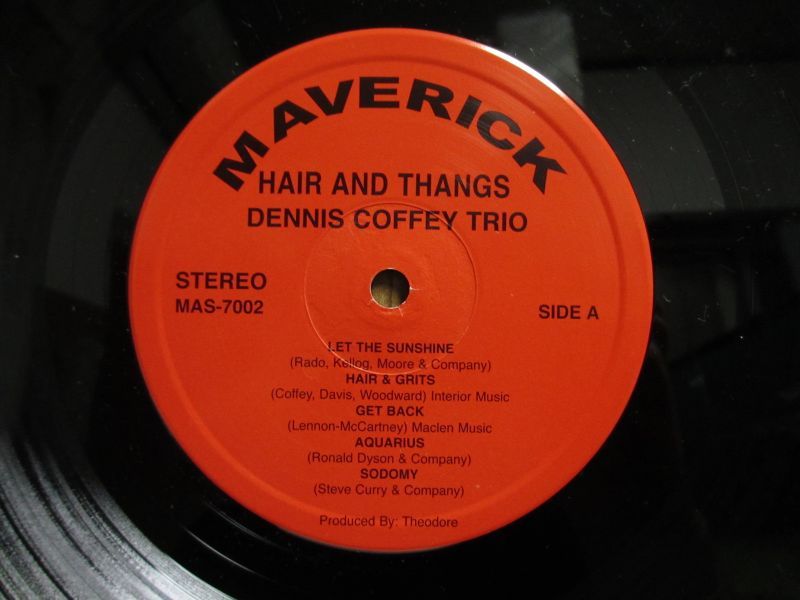 MAVERICK
HAIR AND THANGS
DENNIS COFFEY TRIO
STEREO
MAS-7002
SIDE A
LET THE SUNSHINE
(Rado, Kellog, Moore & Company)
HAIR & GRITS
(Coffey, Davis, Woodward) Interior Music
GET BACK
(Lennon-McCartney) Maclen Music
AQUARIUS
(Ronald Dyson & Company)
SODOMY
(Steve Curry & Company)
Produced By: Theodore